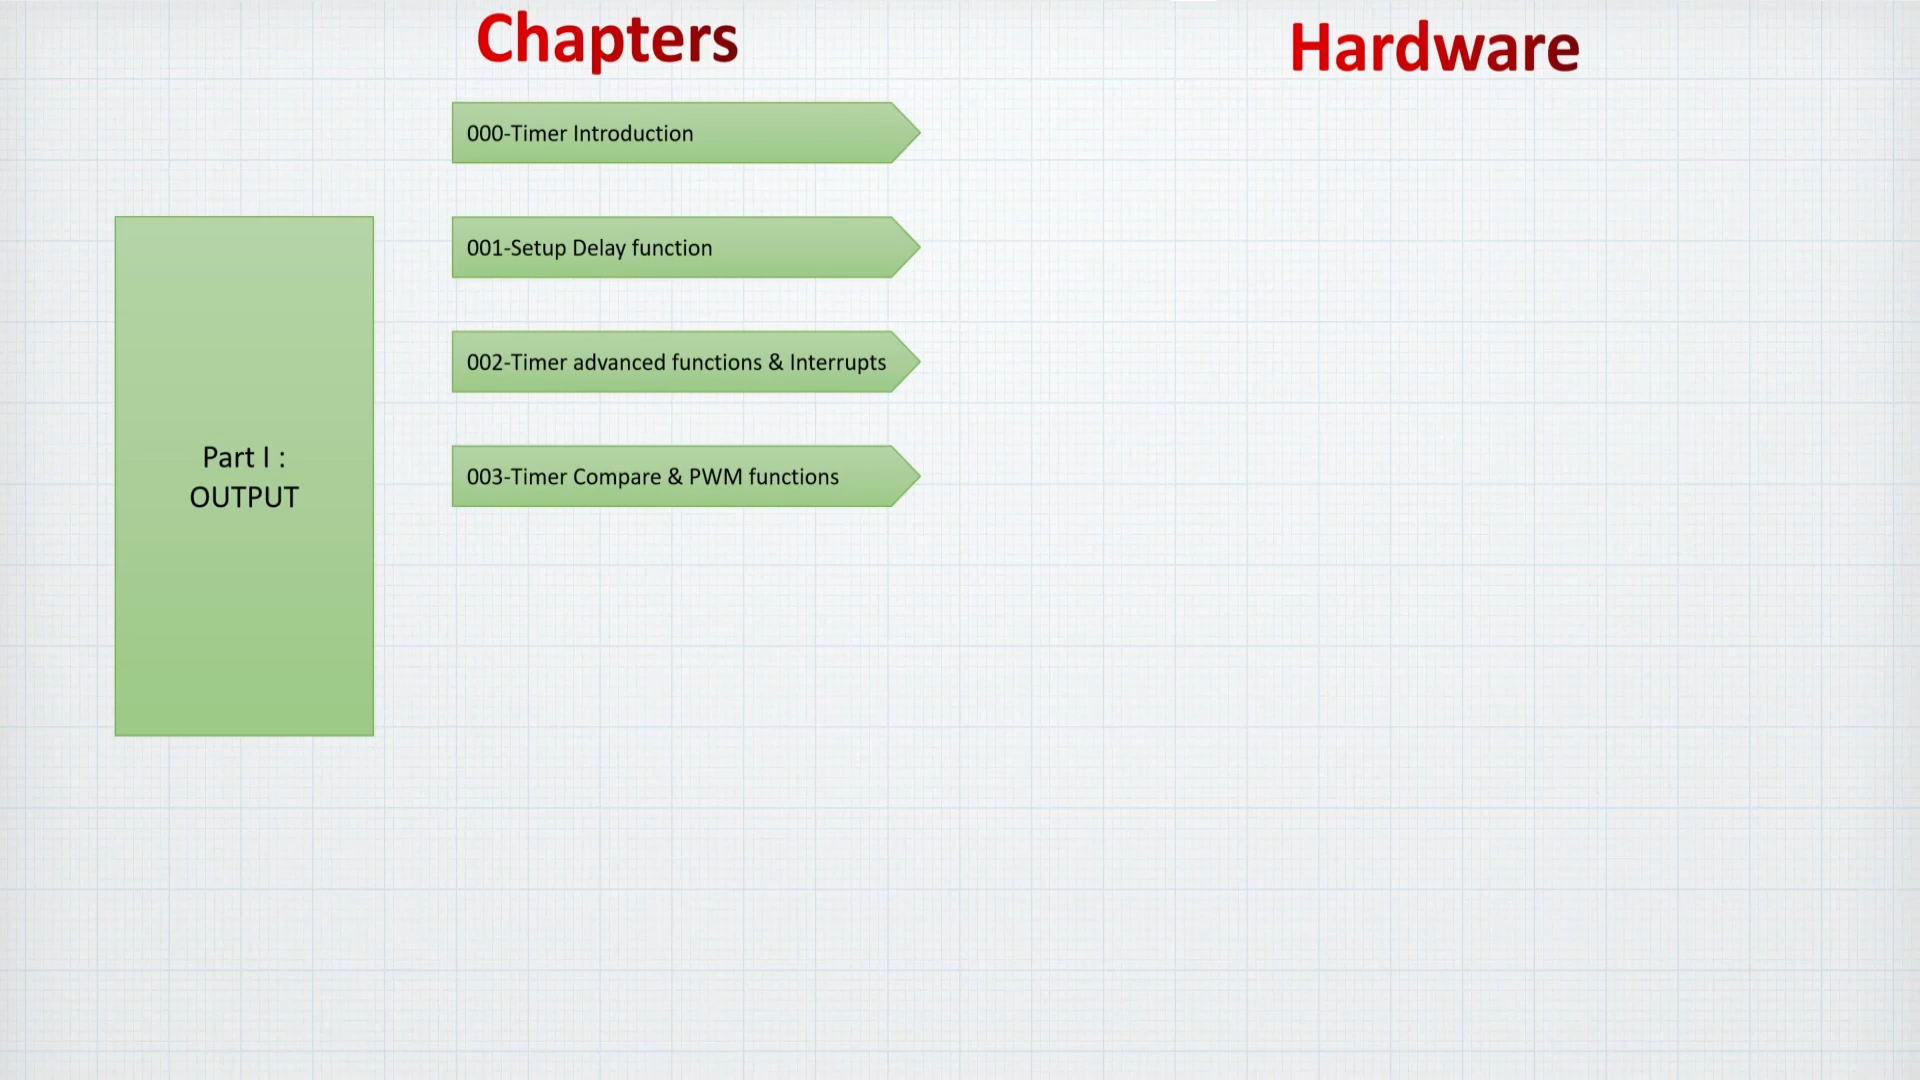 Chapters
Hardware
000-Timer Introduction
001-Setup Delay function
002-Timer advanced functions & Interrupts
003-Timer Compare & PWM functions
Part I :
OUTPUT